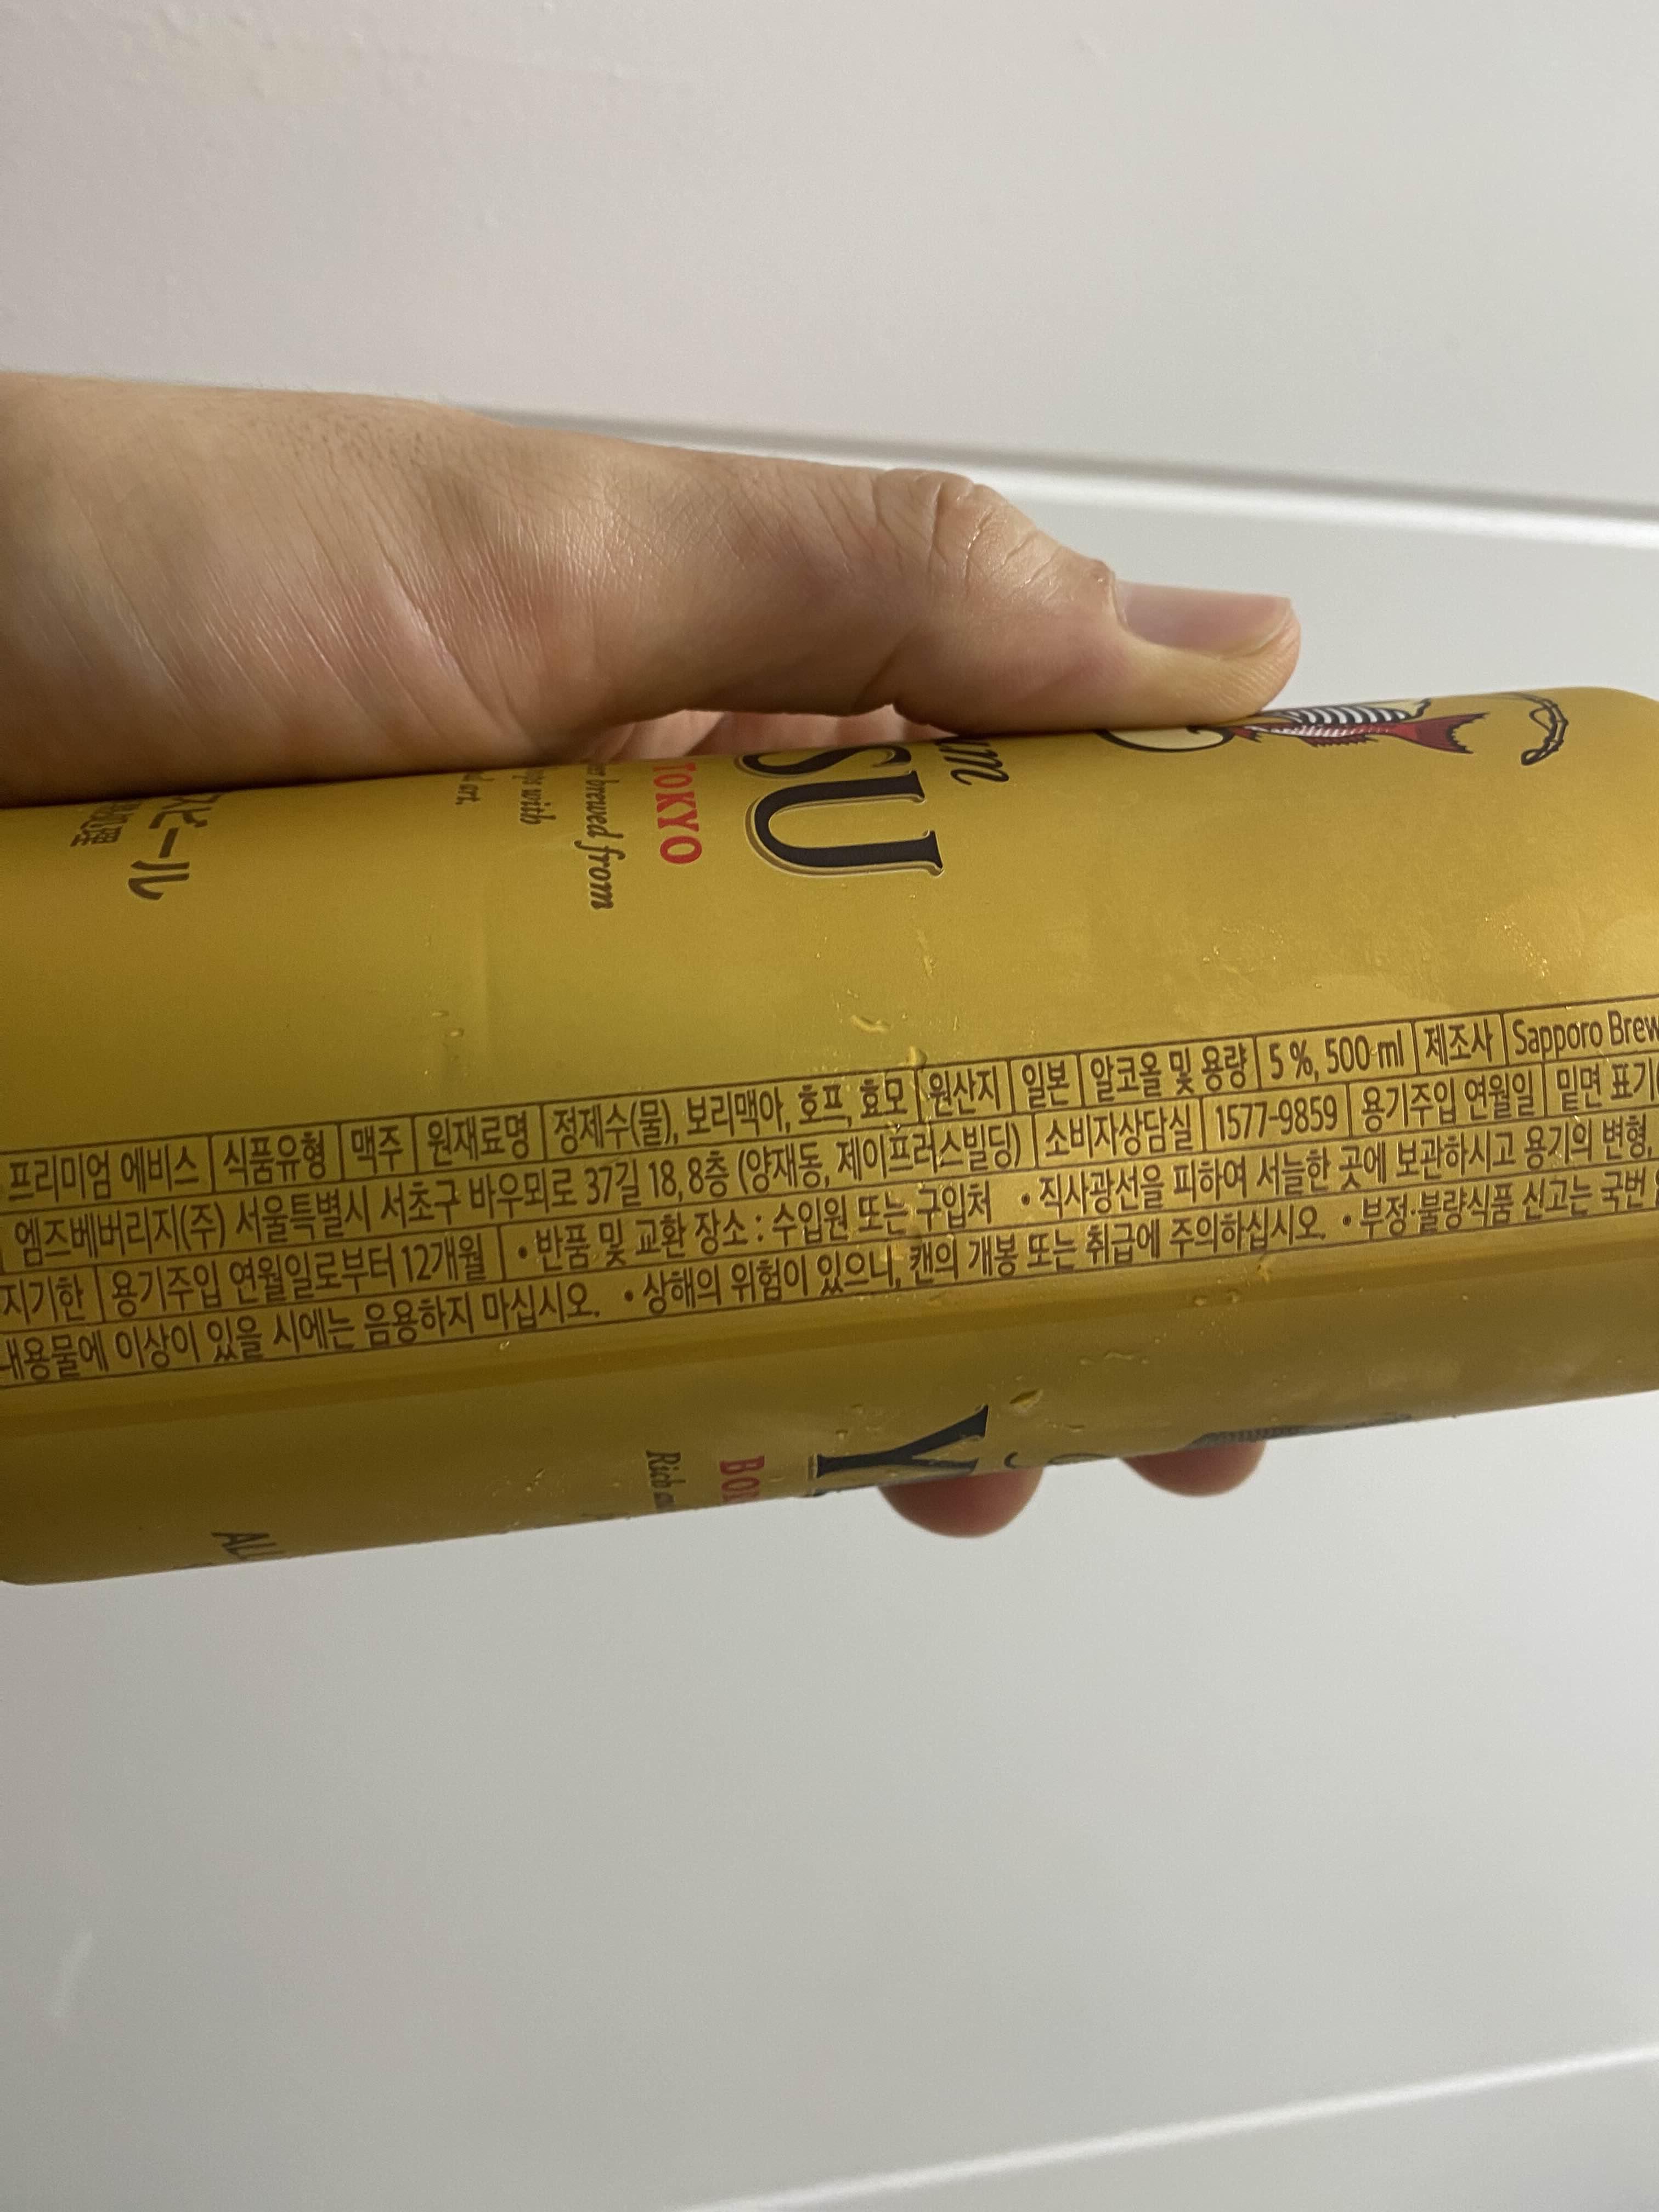 프리미엄 에비스 식품유형 맥주 원재료명 정제수(물), 보리맥아, 호프, 효모 원산지 일본 알코올 및 용량 5 %, 500 ml 제조사 Sapporo
엠즈베버리지(주) 서울특별시 서초구 바우뫼로 37길 18, 8층 (양재동, 제이프러스빌딩) 소비자상담실 1577-9859 용기주입 연월일 밑면 표기
용기주입 연월일로부터 12개월 • 반품 및 교환 장소 : 수입원 또는 구입처 • 직사광선을 피하여 서늘한 곳에 보관하시고 용기의 변형,
내용물에 이상이 있을 시에는 음용하지 마십시오. • 상해의 위험이 있으니, 캔의 개봉 또는 취급에 주의하십시오. • 부정·불량식품 신고는 국번
SU
TOKYO
brewed from
with
art.
ビール
Y
Rich